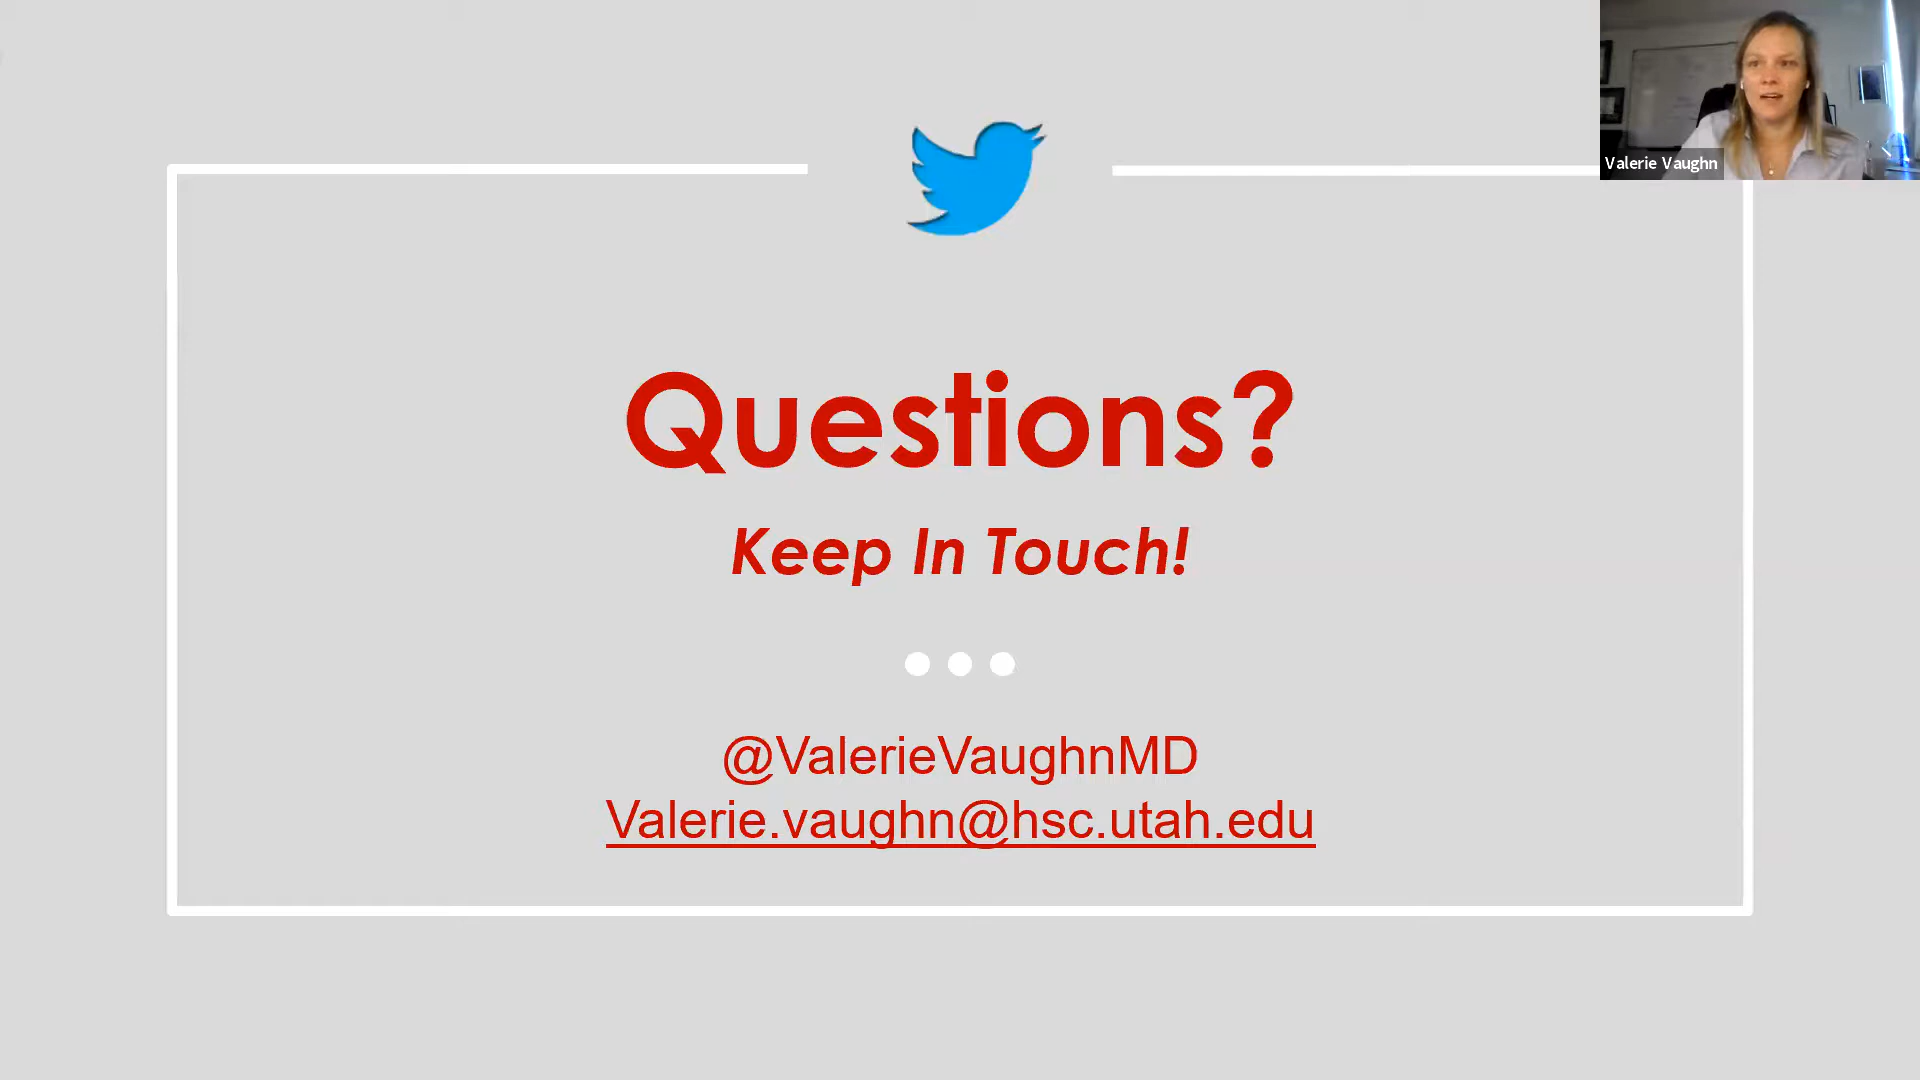 Valerie Vaughn
Questions?
Keep In Touch!
@ValerieVaughnMD
Valerie.vaughn@hsc.utah.edu